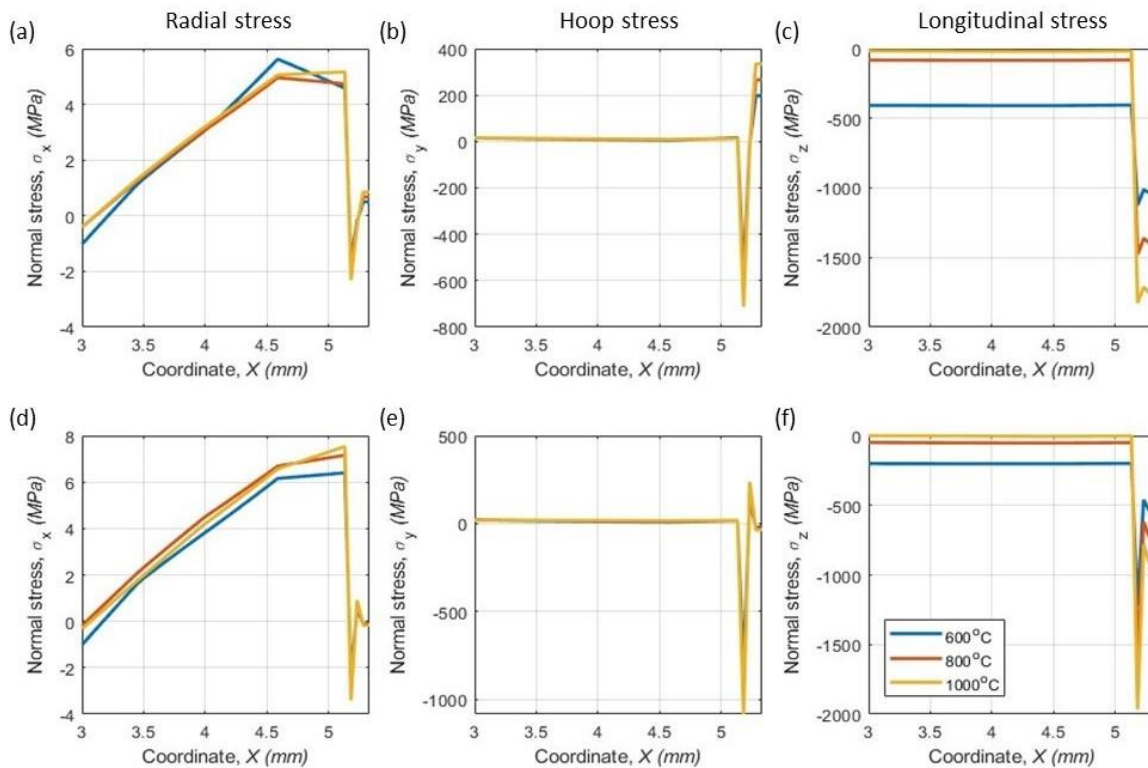 Radial stress
Hoop stress
Longitudinal stress
(a)
(b)
(c)
6
4
2
0
-2
-4
Normal stress, σx (MPa)
3 3.5 4 4.5 5
Coordinate, X (mm)
400
200
0
-200
-400
-600
-800
Normal stress, σy (MPa)
3 3.5 4 4.5 5
Coordinate, X (mm)
0
-500
-1000
-1500
-2000
Normal stress, σz (MPa)
3 3.5 4 4.5 5
Coordinate, X (mm)
(d)
(e)
(f)
8
6
4
2
0
-2
-4
Normal stress, σx (MPa)
3 3.5 4 4.5 5
Coordinate, X (mm)
500
0
-500
-1000
Normal stress, σy (MPa)
3 3.5 4 4.5 5
Coordinate, X (mm)
0
-500
-1000
-1500
-2000
Normal stress, σz (MPa)
600°C
800°C
1000°C
3 3.5 4 4.5 5
Coordinate, X (mm)